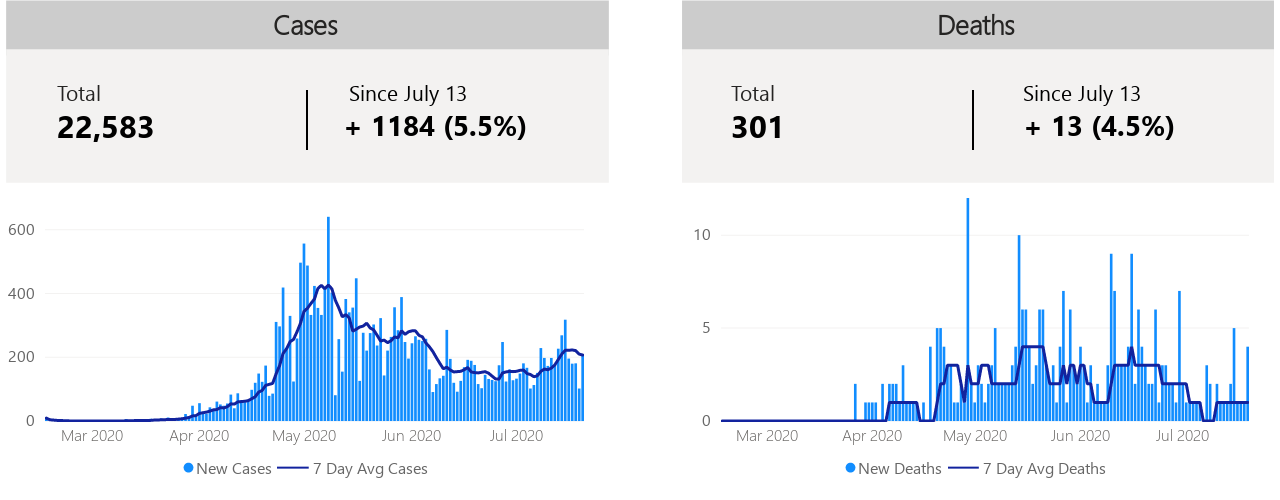 Cases
Total
22,583
Since July 13
+ 1184 (5.5%)
600
400
200
0
Mar 2020 Apr 2020 May 2020 Jun 2020 Jul 2020
New Cases 7 Day Avg Cases
Deaths
Total
301
Since July 13
+ 13 (4.5%)
10
5
0
Mar 2020 Apr 2020 May 2020 Jun 2020 Jul 2020
New Deaths 7 Day Avg Deaths